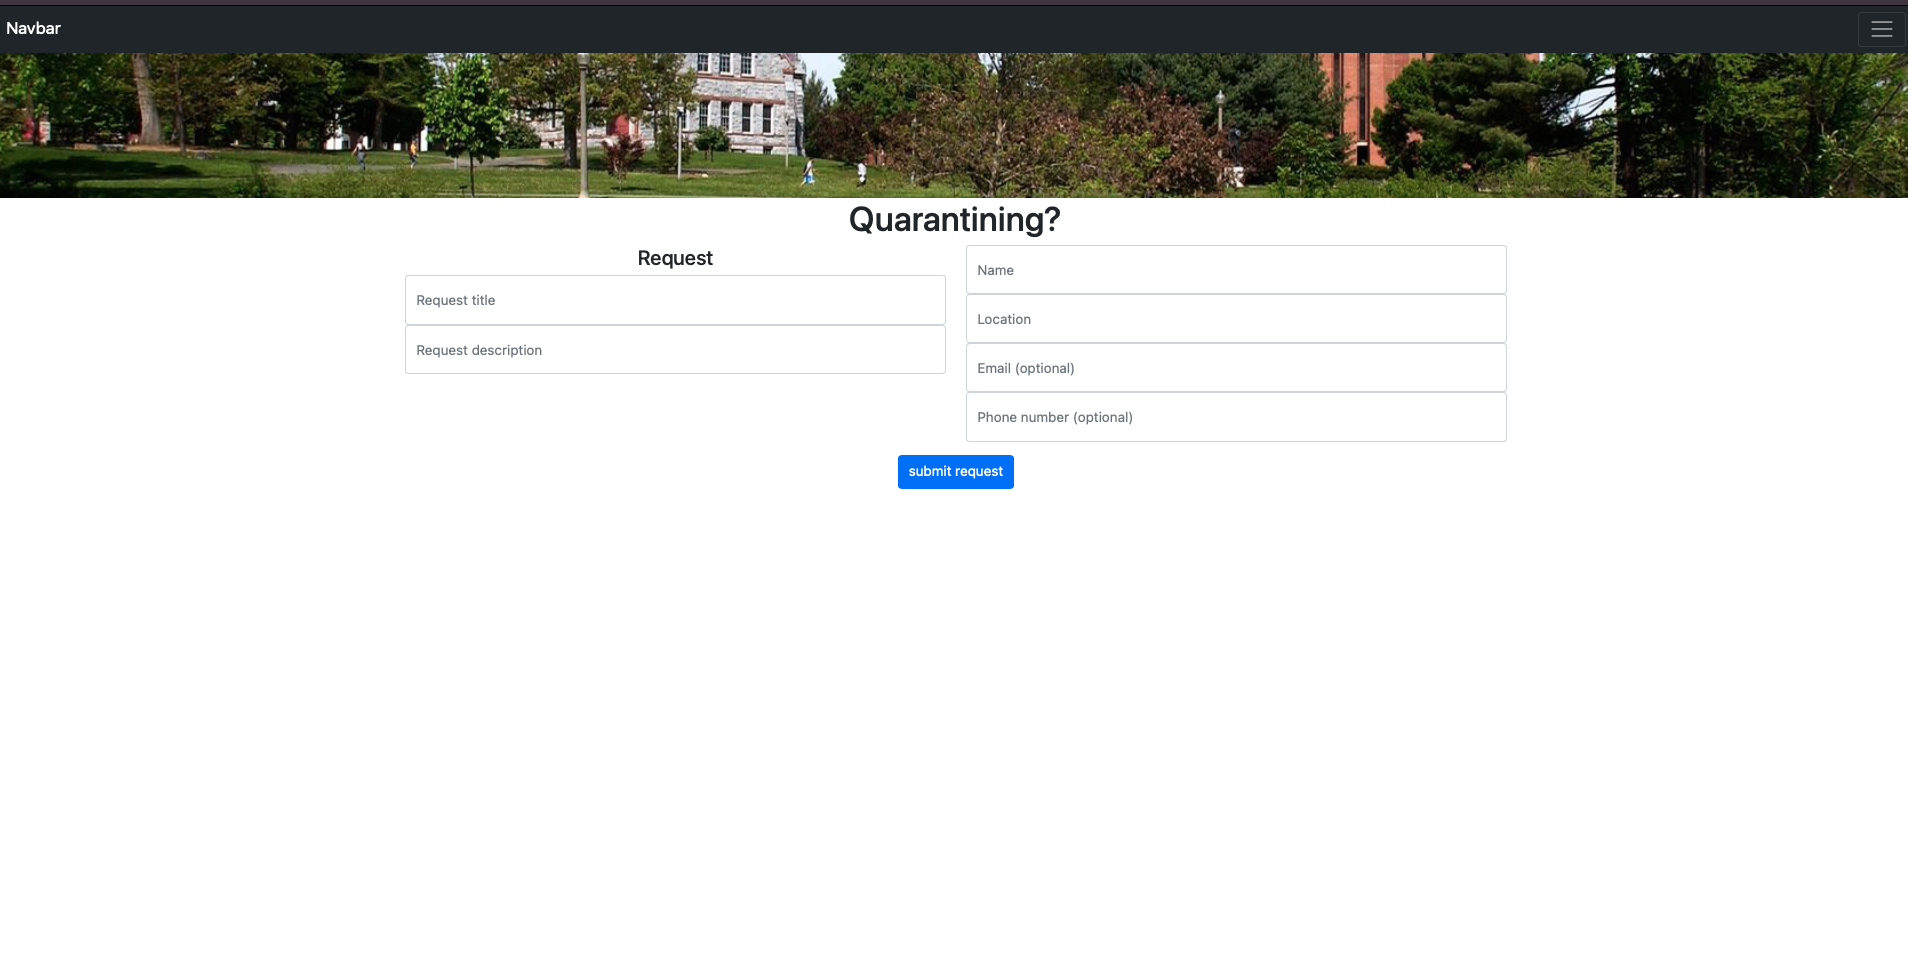 Navbar
Quarantining?
Request
Request title
Request description
Name
Location
Email (optional)
Phone number (optional)
submit request